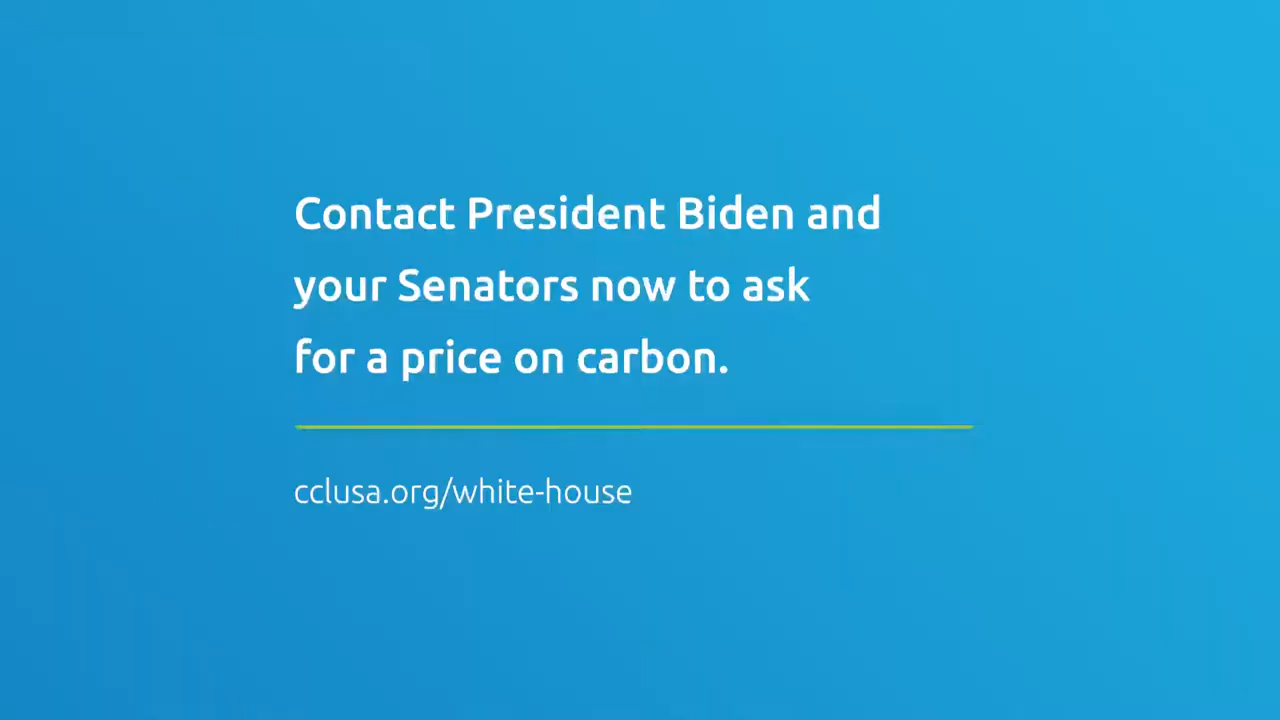 Contact President Biden and
your Senators now to ask
for a price on carbon.
cclusa.org/white-house